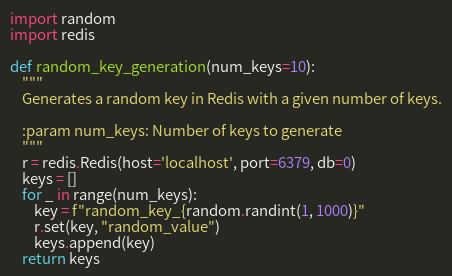 import random
import redis

def random_key_generation(num_keys=10):
    """
    Generates a random key in Redis with a given number of keys.

    :param num_keys: Number of keys to generate
    """
    r = redis.Redis(host='localhost', port=6379, db=0)
    keys = []
    for _ in range(num_keys):
        key = f"random_key_{random.randint(1, 1000)}"
        r.set(key, "random_value")
        keys.append(key)
    return keys